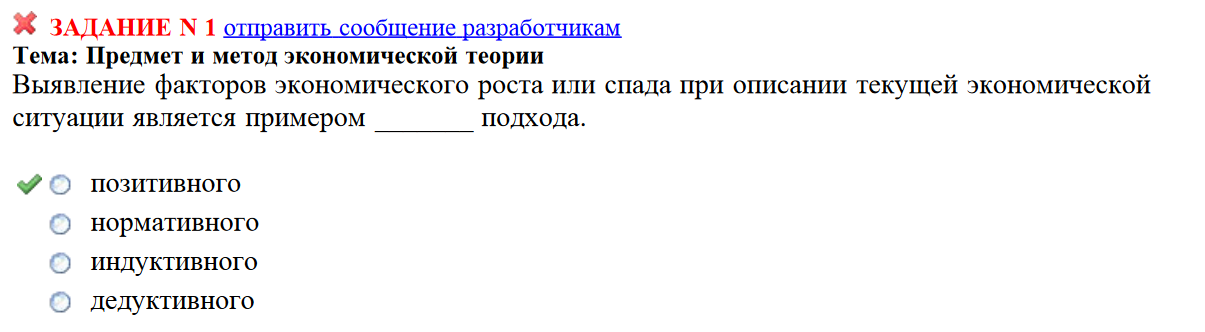 ЗАДАНИЕ N 1 отправить сообщение разработчикам
Тема: Предмет и метод экономической теории
Выявление факторов экономического роста или спада при описании текущей экономической
ситуации является примером _______ подхода.
позитивного
нормативного
индуктивного
дедуктивного